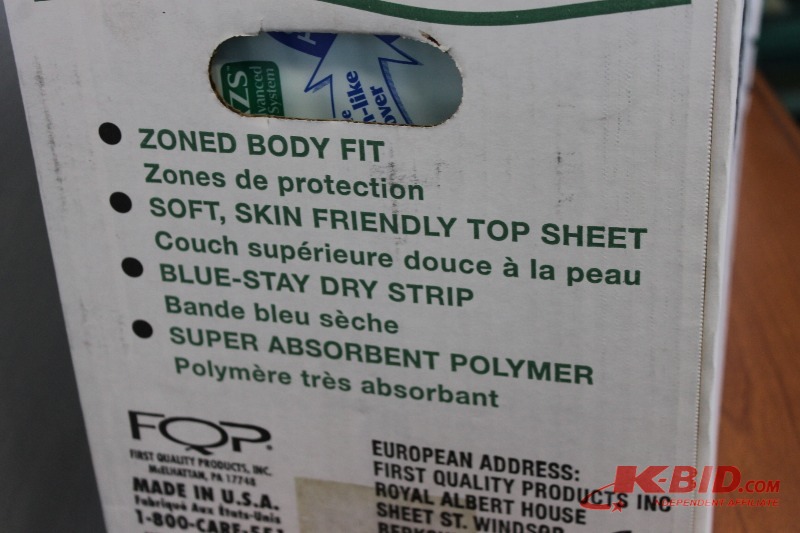 ZONED BODY FIT
Zones de protection
SOFT, SKIN FRIENDLY TOP SHEET
Couch supérieure douce à la peau
BLUE-STAY DRY STRIP
Bande bleu sèche
SUPER ABSORBENT POLYMER
Polymère très absorbant
FQP.
FIRST QUALITY PRODUCTS, INC.
McELHATTAN, PA 17748
MADE IN U.S.A.
Fabriqué Aux États-Unis
1-800-CARE-
EUROPEAN ADDRESS:
FIRST QUALITY PRODUCTS INC
ROYAL ALBERT HOUSE
SHEET ST. WINDSOR
K-BID.COM
INDEPENDENT AFFILIATE